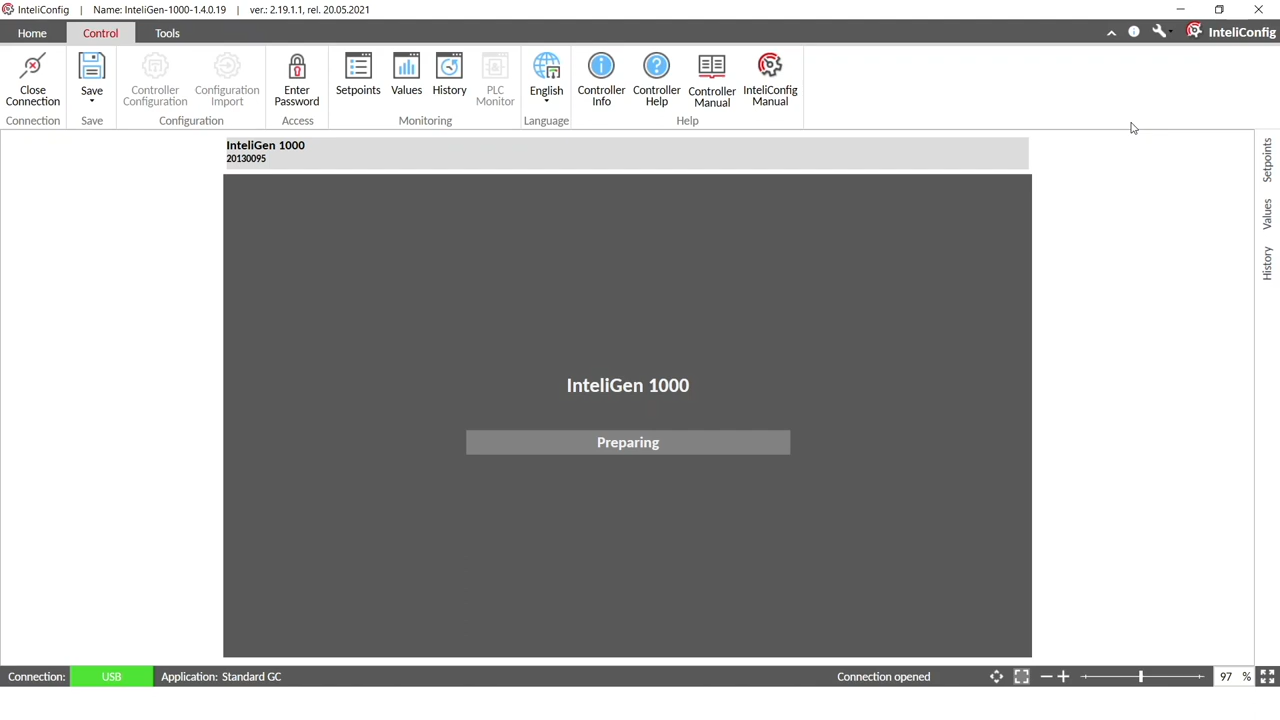 InteliConfig | Name: InteliGen-1000-1.4.0.19 | ver.: 2.19.1.1, rel. 20.05.2021
Home Control Tools InteliConfig
Close Connection
Save
Controller Configuration
Configuration Import
Enter Password
Setpoints
Values
History
PLC Monitor
English
Controller Info
Controller Help
Controller Manual
InteliConfig Manual
Connection Save Configuration Access Monitoring Language Help
InteliGen 1000
20130095
Setpoints
Values
History
InteliGen 1000
Preparing
Connection: USB Application: Standard GC Connection opened 97 %